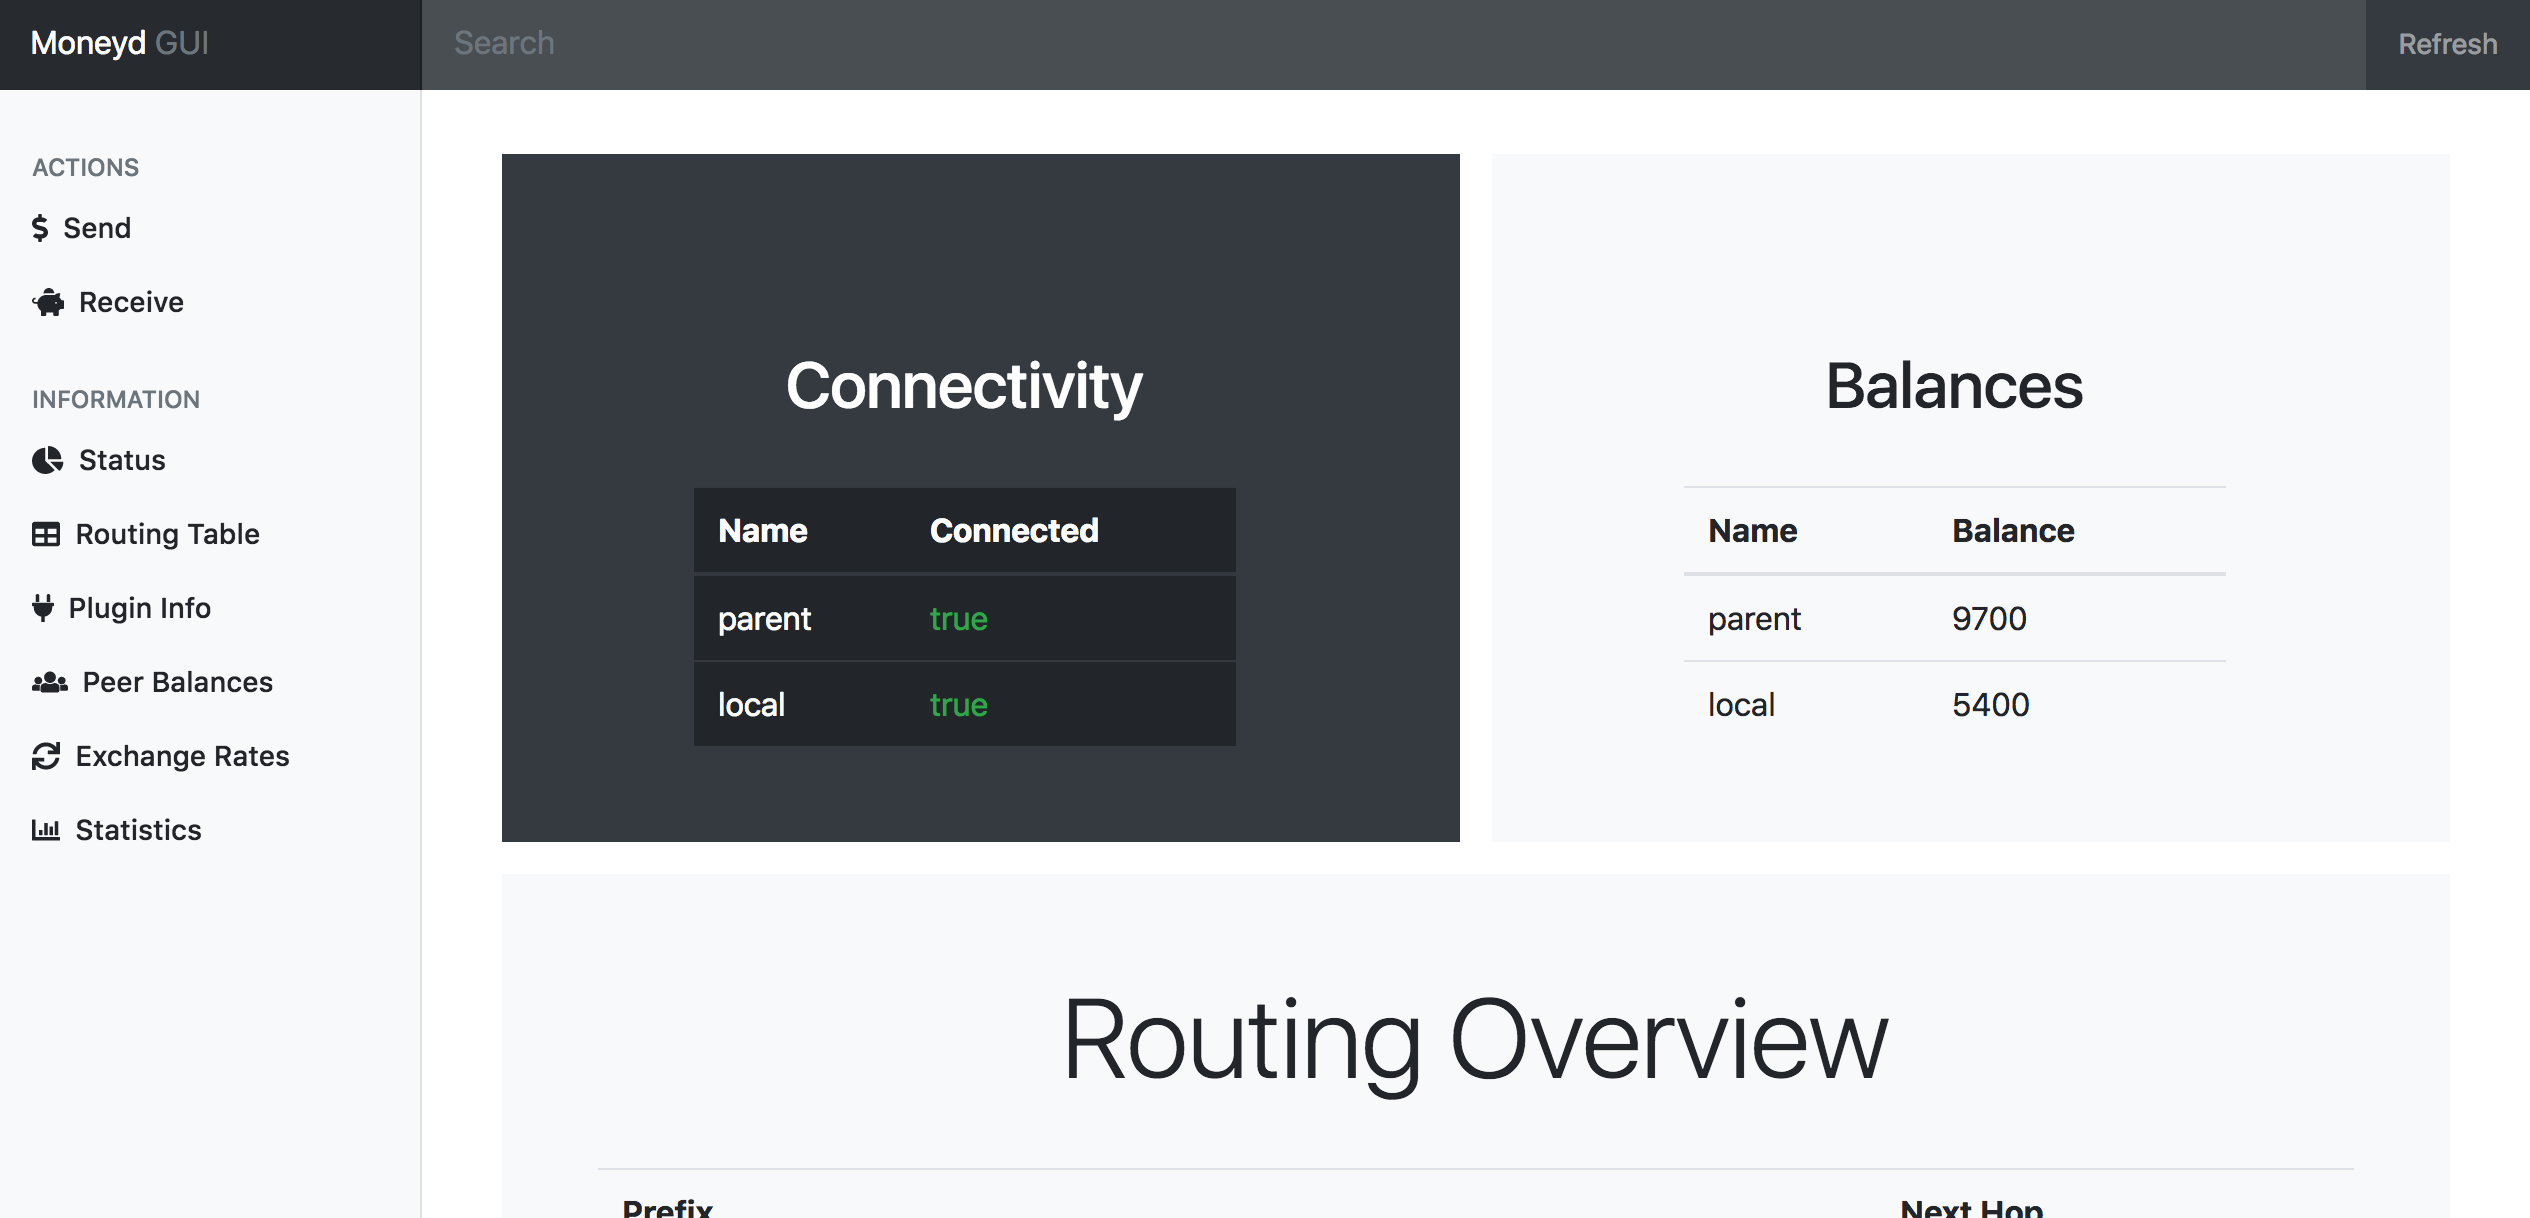 Moneyd GUI
Search
Refresh
ACTIONS
Send
Receive
INFORMATION
Status
Routing Table
Plugin Info
Peer Balances
Exchange Rates
Statistics
Connectivity
Name Connected
parent true
local true
Balances
Name Balance
parent 9700
local 5400
Routing Overview
Prefix Next Hop